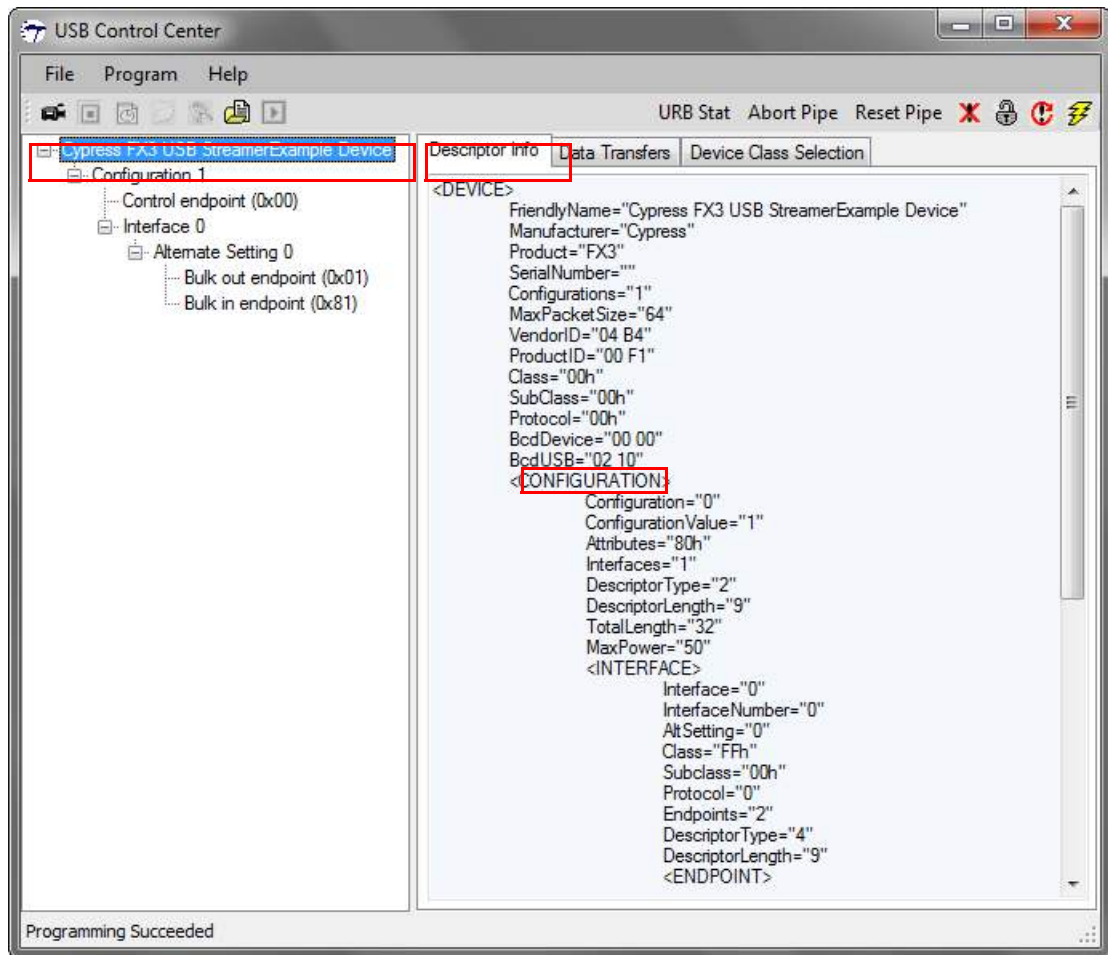 USB Control Center
File Program Help
URB Stat Abort Pipe Reset Pipe
Cypress FX3 USB StreamerExample Device
Configuration 1
Control endpoint (0x00)
Interface 0
Alternate Setting 0
Bulk out endpoint (0x01)
Bulk in endpoint (0x81)
Descriptor Info Data Transfers Device Class Selection
<DEVICE>
FriendlyName="Cypress FX3 USB StreamerExample Device"
Manufacturer="Cypress"
Product="FX3"
SerialNumber=""
Configurations="1"
MaxPacketSize="64"
VendorID="04 B4"
ProductID="00 F1"
Class="00h"
SubClass="00h"
Protocol="00h"
BcdDevice="00 00"
BcdUSB="02 10"
<CONFIGURATION>
Configuration="0"
ConfigurationValue="1"
Attributes="80h"
Interfaces="1"
DescriptorType="2"
DescriptorLength="9"
TotalLength="32"
MaxPower="50"
<INTERFACE>
Interface="0"
InterfaceNumber="0"
AltSetting="0"
Class="FFh"
Subclass="00h"
Protocol="0"
Endpoints="2"
DescriptorType="4"
DescriptorLength="9"
<ENDPOINT>
Programming Succeeded